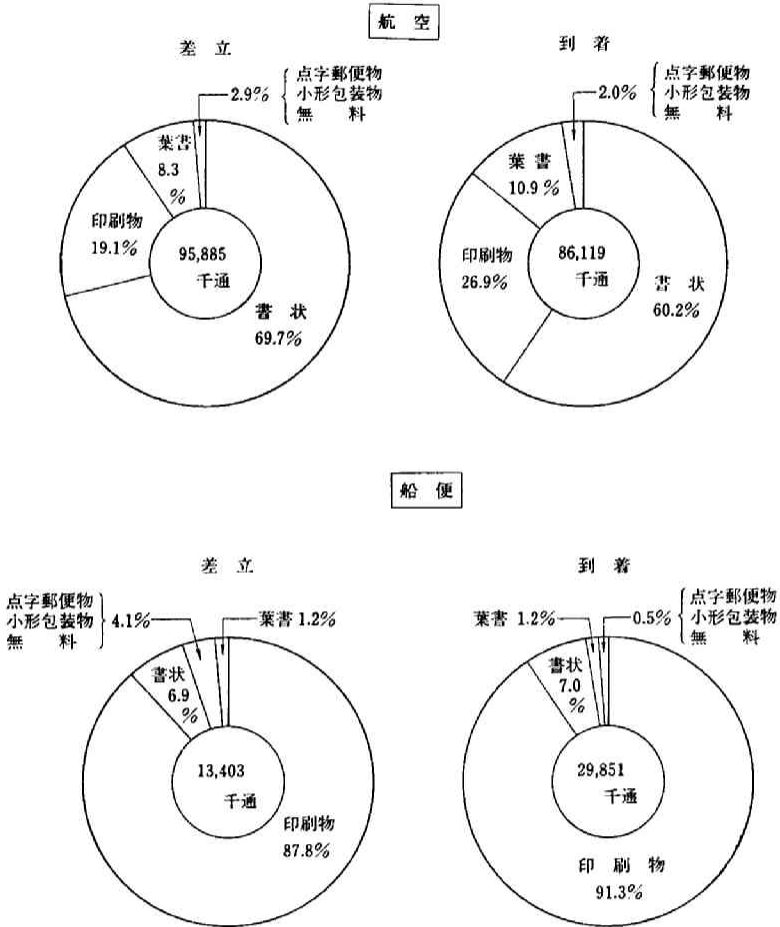 航空
差立
2.9%
点字郵便物
小形包装物
無料
葉書
8.3
%
印刷物
19.1%
95,885
千通
書状
69.7%
到着
2.0%
点字郵便物
小形包装物
無料
葉書
10.9%
印刷物
26.9%
86,119
千通
書状
60.2%
船便
差立
点字郵便物
小形包装物
無料
4.1%
葉書 1.2%
書状
6.9
%
13,403
千通
印刷物
87.8%
到着
葉書 1.2%
0.5%
点字郵便物
小形包装物
無料
書状
7.0
%
29,851
千通
印刷物
91.3%